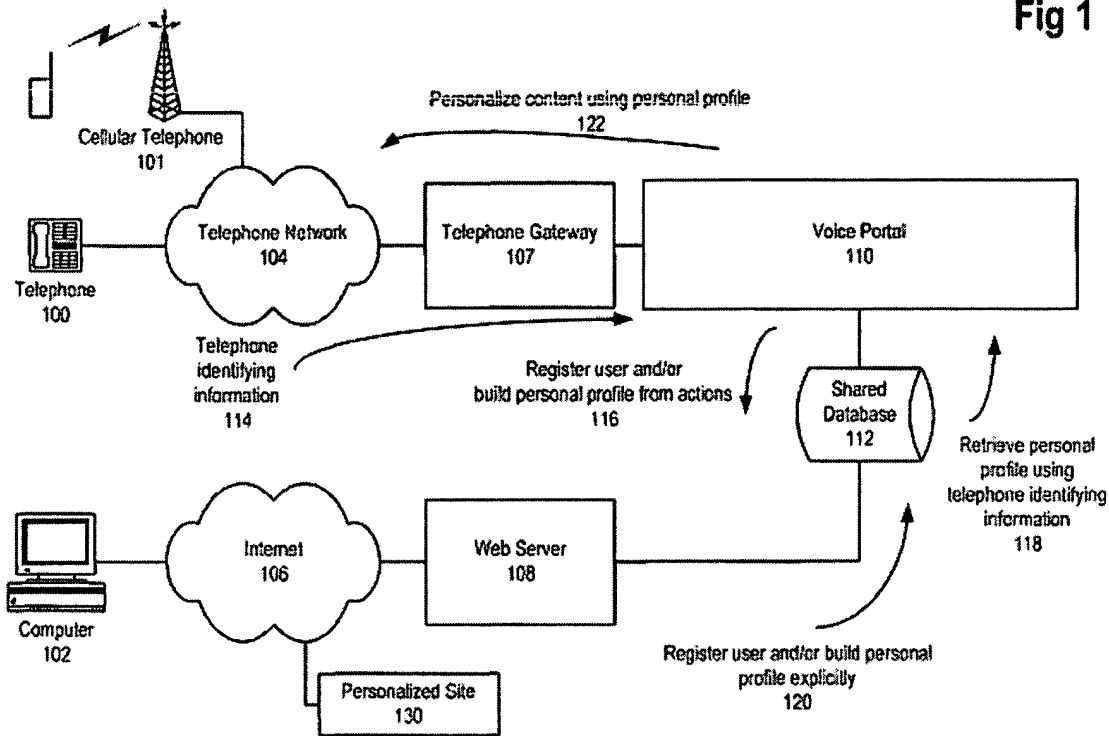 Fig 1
Personalize content using personal profile
122
Cellular Telephone
101
Telephone Network
104
Telephone Gateway
107
Voice Portal
110
Telephone
100
Telephone
identifying
information
114
Register user and/or
build personal profile from actions
116
Shared
Database
112
Retrieve personal
profile using
telephone identifying
information
118
Internet
106
Web Server
108
Computer
102
Register user and/or build personal
profile explicitly
120
Personalized Site
130